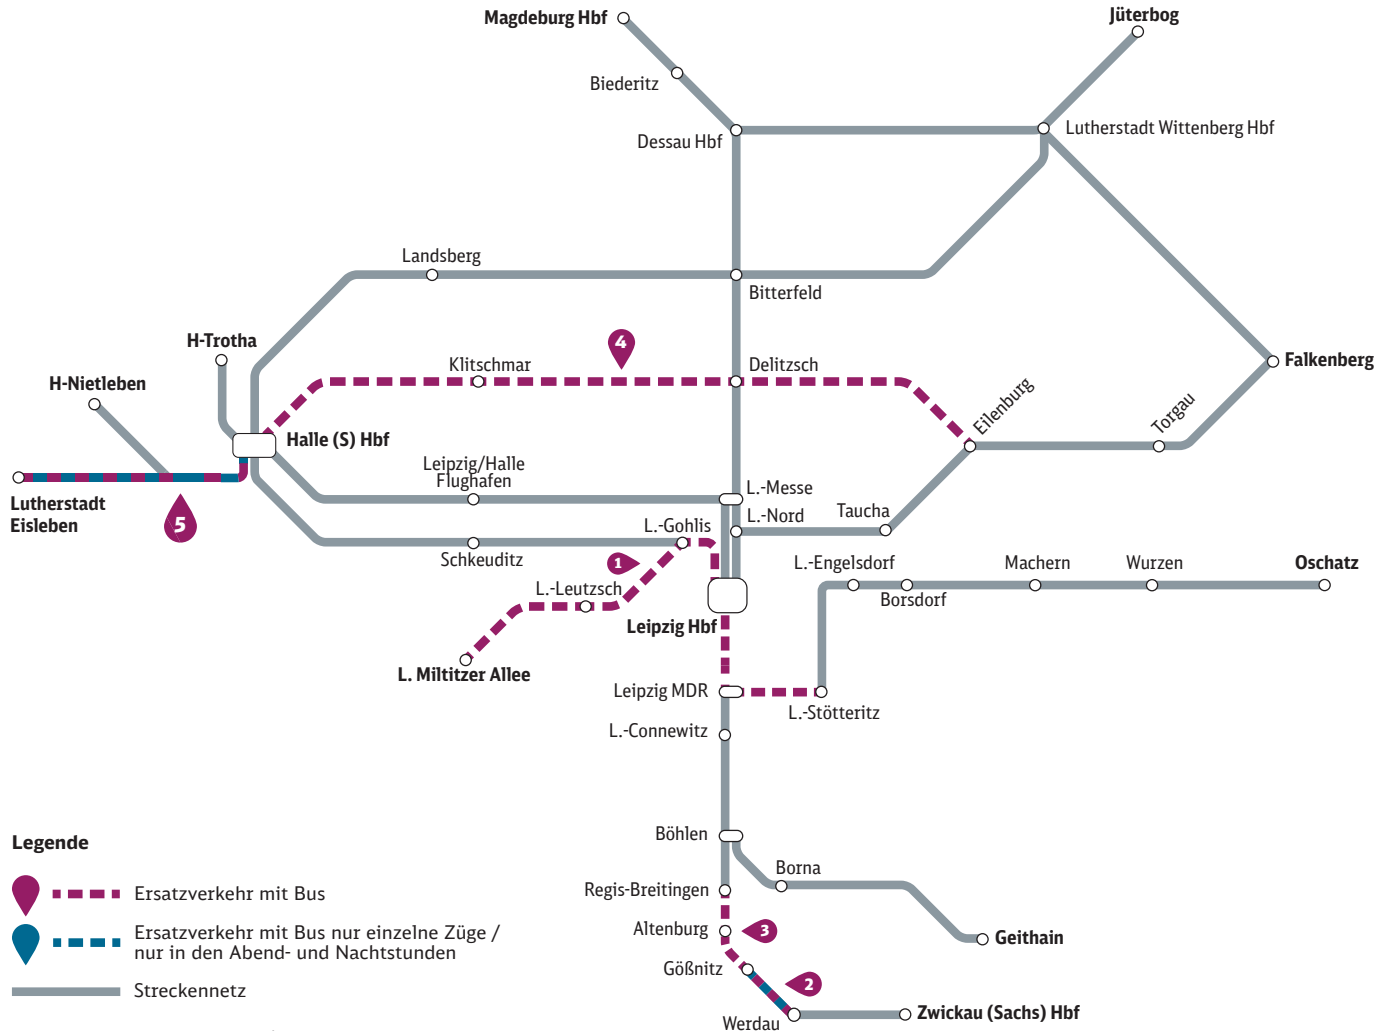 Magdeburg Hbf
Jüterbog
Biederitz
Dessau Hbf
Lutherstadt Wittenberg Hbf
Landsberg
Bitterfeld
H-Trotha
4
Klitschmar
Delitzsch
Falkenberg
H-Nietleben
Eilenburg
Torgau
Halle (S) Hbf
Leipzig/Halle
Flughafen
L.-Messe
Lutherstadt
Eisleben
5
L.-Nord
Taucha
L.-Gohlis
Schkeuditz
1
L.-Engelsdorf
Machern
Wurzen
Oschatz
L.-Leutzsch
Borsdorf
Leipzig Hbf
L. Miltitzer Allee
Leipzig MDR
L.-Stötteritz
L.-Connewitz
Böhlen
Borna
Regis-Breitingen
Altenburg
3
Geithain
Gößnitz
2
Werdau
Zwickau (Sachs) Hbf
Legende
Ersatzverkehr mit Bus
Ersatzverkehr mit Bus nur einzelne Züge /
nur in den Abend- und Nachtstunden
Streckennetz